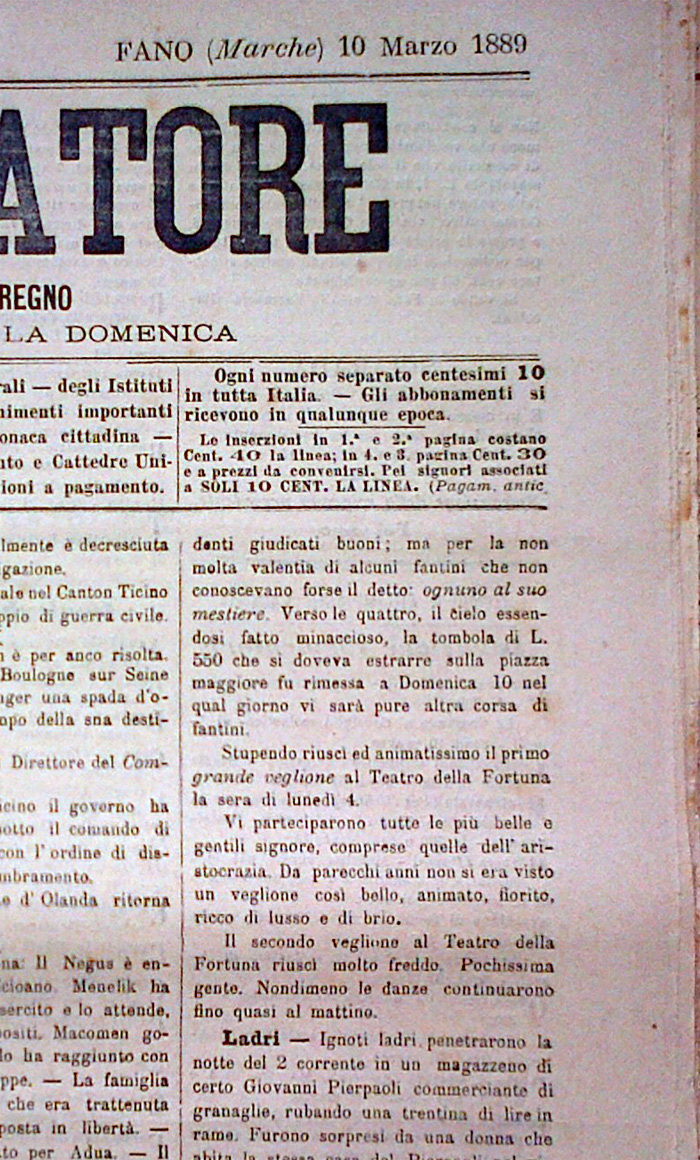 FANO (Marche) 10 Marzo 1889
ATORE
REGNO
LA DOMENICA
rali — degli Istituti
nimenti importanti
onaca cittadina —
nto e Cattedre Uni-
ioni a pagamento.
Ogni numero separato centesimi 10
in tutta Italia. — Gli abbonamenti si
ricevono in qualunque epoca.
Le inserzioni in 1.ª e 2.ª pagina costano
Cent. 40 la linea; in 4. e 3. pagina Cent. 30
e a prezzi da convenirsi. Pei signori associati
a SOLI 10 CENT. LA LINEA. (Pagam. antic
lmente è decresciuta
gazione.
ale nel Canton Ticino
ppio di guerra civile.
è per anco risolta.
Boulogne sur Seine
nger una spada d'o-
opo della sna desti-
Direttore del Com-
icino il governo ha
sotto il comando di
con l'ordine di dis-
mbramento.
e d'Olanda ritorna
na: Il Negus è en-
cioano. Menelik ha
sercito e lo attende,
positi. Macomen go-
lo ha raggiunto con
ppe. — La famiglia
che era trattenuta
posta in libertà. —
to per Adua. — Il
denti giudicati buoni; ma per la non
molta valentia di alcuni fantini che non
conoscevano forse il detto: ognuno al suo
mestiere. Verso le quattro, il cielo essen-
dosi fatto minaccioso, la tombola di L.
550 che si doveva estrarre sulla piazza
maggiore fu rimessa a Domenica 10 nel
qual giorno vi sarà pure altra corsa di
fantini.
Stupendo riuscì ed animatissimo il primo
grande veglione al Teatro della Fortuna
la sera di lunedì 4.
Vi parteciparono tutte le più belle e
gentili signore, comprese quelle dell'ari-
stocrazia. Da parecchi anni non si era visto
un veglione così bello, animato, fiorito,
ricco di lusso e di brio.
Il secondo veglione al Teatro della
Fortuna riuscì molto freddo. Pochissima
gente. Nondimeno le danze continuarono
fino quasi al mattino.
Ladri — Ignoti ladri penetrarono la
notte del 2 corrente in un magazzeno di
certo Giovanni Pierpaoli commerciante di
granaglie, rubando una trentina di lire in
rame. Furono sorpresi da una donna che